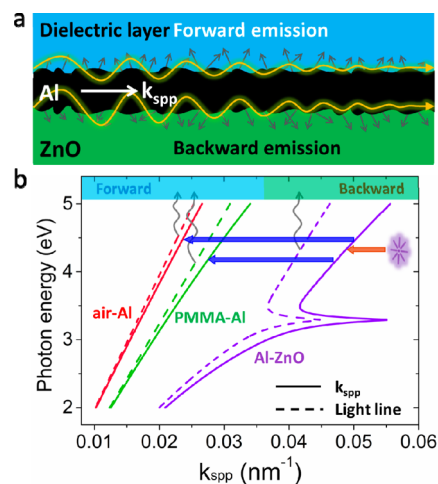 a
Dielectric layer Forward emission
Al
k_spp
ZnO
Backward emission
b
Forward
Backward
5
4
3
2
Photon energy (eV)
air-Al
PMMA-Al
Al-ZnO
k_spp
Light line
0.01 0.02 0.03 0.04 0.05 0.06
k_spp (nm⁻¹)